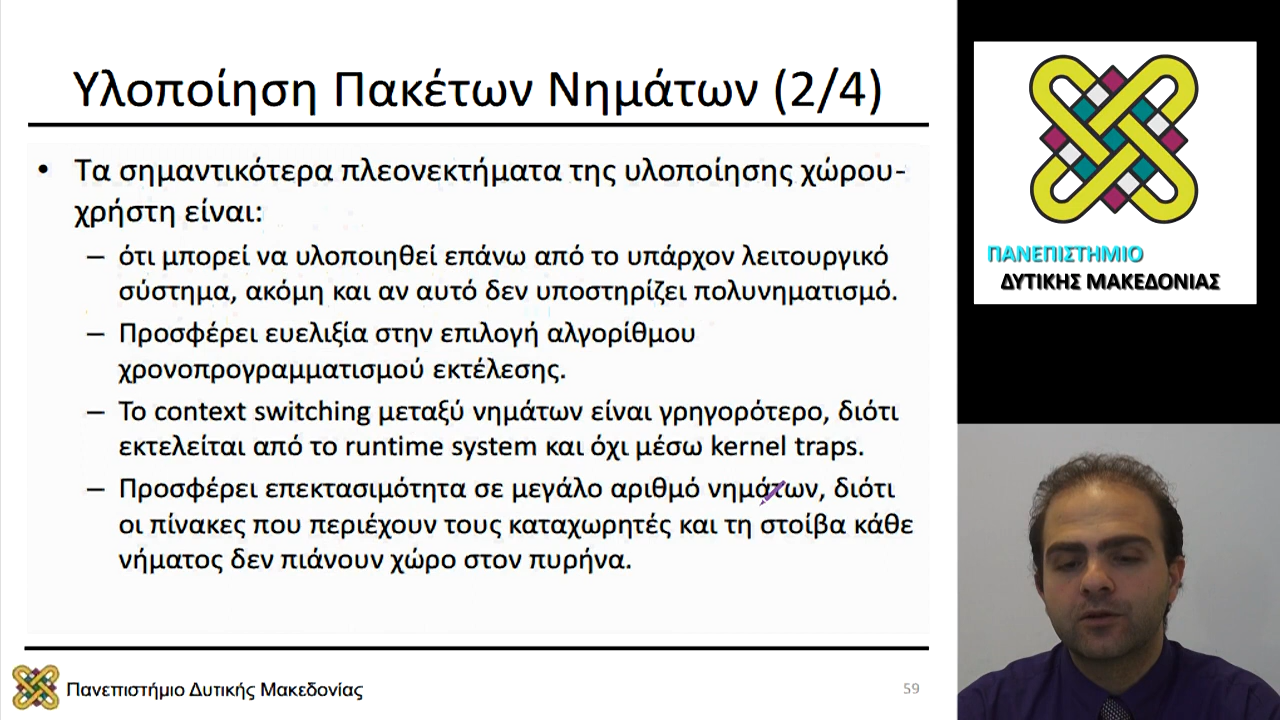 Υλοποίηση Πακέτων Νημάτων (2/4)
• Τα σημαντικότερα πλεονεκτήματα της υλοποίησης χώρου-
χρήστη είναι:
– ότι μπορεί να υλοποιηθεί επάνω από το υπάρχον λειτουργικό
σύστημα, ακόμη και αν αυτό δεν υποστηρίζει πολυνηματισμό.
– Προσφέρει ευελιξία στην επιλογή αλγορίθμου
χρονοπρογραμματισμού εκτέλεσης.
– Το context switching μεταξύ νημάτων είναι γρηγορότερο, διότι
εκτελείται από το runtime system και όχι μέσω kernel traps.
– Προσφέρει επεκτασιμότητα σε μεγάλο αριθμό νημάτων, διότι
οι πίνακες που περιέχουν τους καταχωρητές και τη στοίβα κάθε
νήματος δεν πιάνουν χώρο στον πυρήνα.
Πανεπιστήμιο Δυτικής Μακεδονίας
59
ΠΑΝΕΠΙΣΤΗΜΙΟ
ΔΥΤΙΚΗΣ ΜΑΚΕΔΟΝΙΑΣ